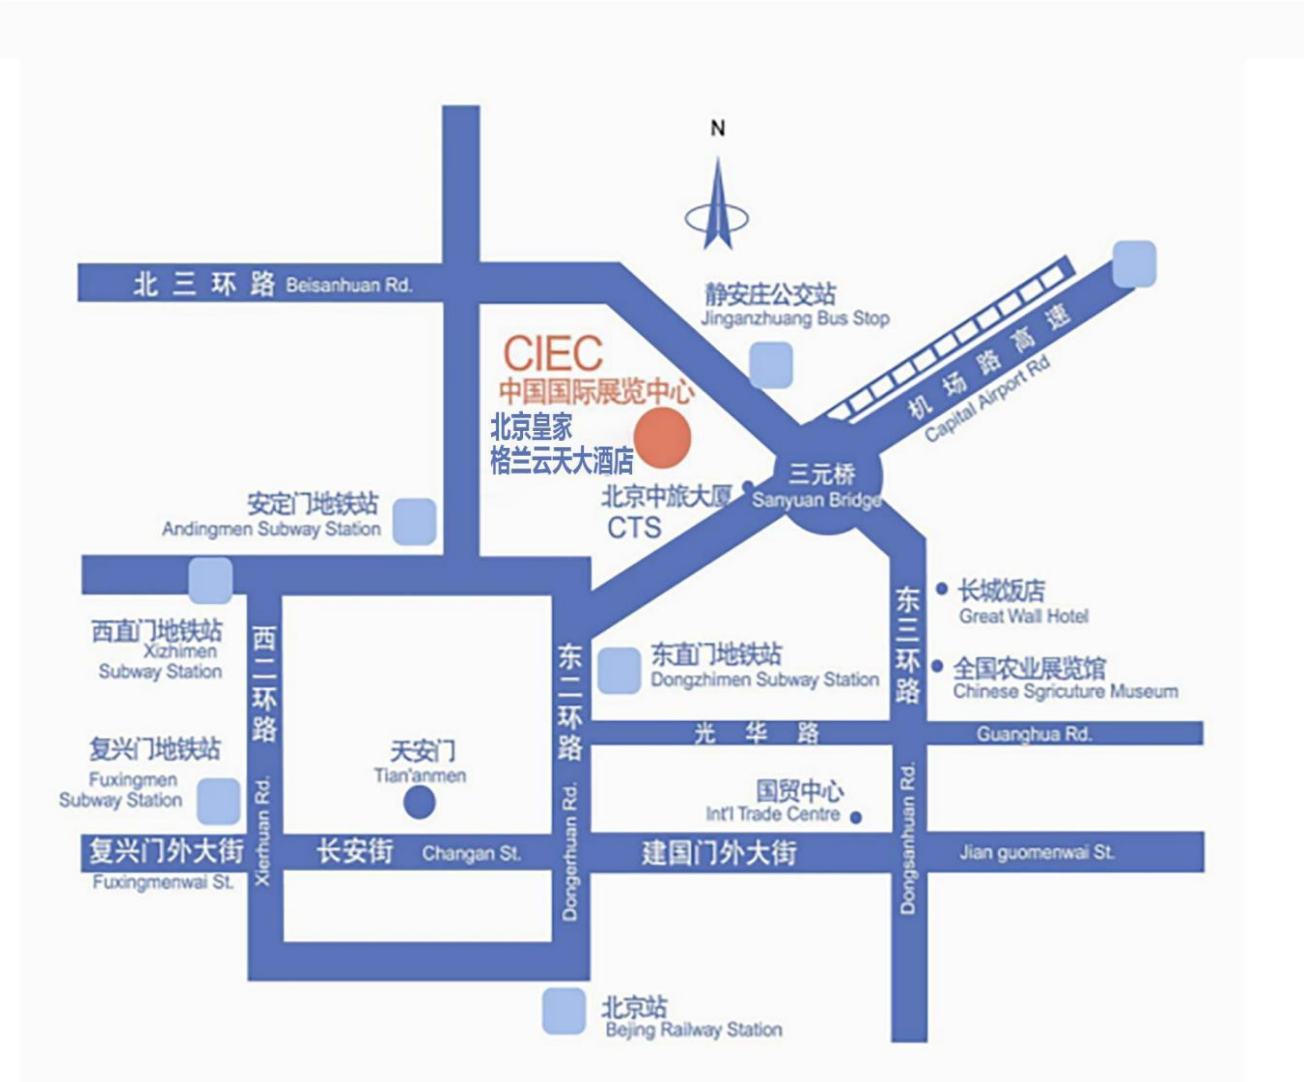 N
北三环路 Beisanhuan Rd.
静安庄公交站
Jinganzhuang Bus Stop
机场路高速
Capital Airport Rd
CIEC
中国国际展览中心
北京皇家
格兰云天大酒店
三元桥
Sanyuan Bridge
北京中旅大厦
CTS
安定门地铁站
Andingmen Subway Station
西直门地铁站
Xizhimen
Subway Station
西二环路
Xierhuan Rd.
东二环路
Dongerhuan Rd.
东直门地铁站
Dongzhimen Subway Station
东三环路
Dongsanhuan Rd.
长城饭店
Great Wall Hotel
全国农业展览馆
Chinese Sgricuture Museum
光华路
Guanghua Rd.
复兴门地铁站
Fuxingmen
Subway Station
天安门
Tian'anmen
国贸中心
Int'l Trade Centre
复兴门外大街
Fuxingmenwai St.
长安街 Changan St.
建国门外大街
Jian guomenwai St.
北京站
Bejing Railway Station